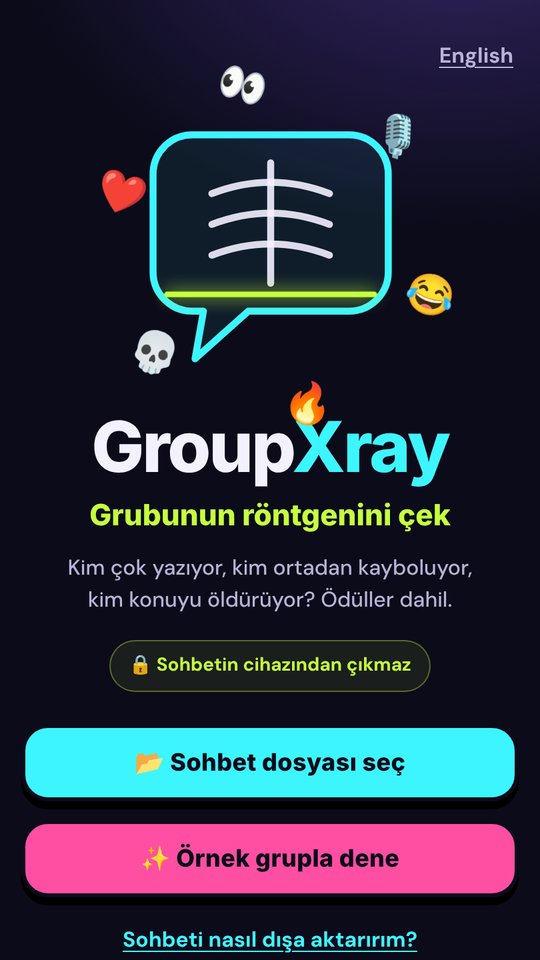 English
GroupXray
Grubunun röntgenini çek
Kim çok yazıyor, kim ortadan kayboluyor,
kim konuyu öldürüyor? Ödüller dahil.
🔒 Sohbetin cihazından çıkmaz
📂 Sohbet dosyası seç
✨ Örnek grupla dene
Sohbeti nasıl dışa aktarırım?